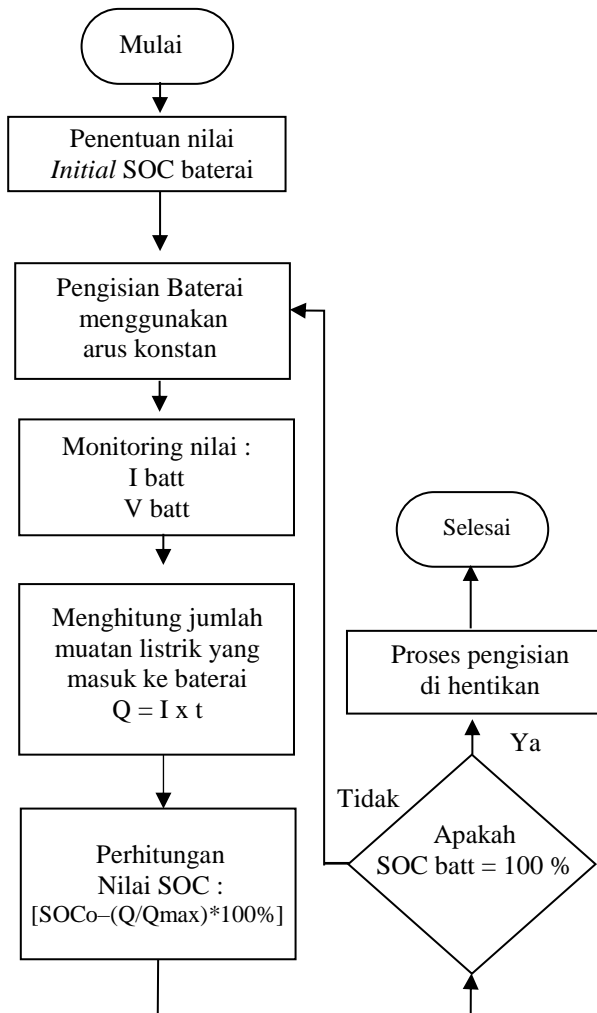 Mulai
Penentuan nilai
Initial SOC baterai
Pengisian Baterai
menggunakan
arus konstan
Monitoring nilai :
I batt
V batt
Menghitung jumlah
muatan listrik yang
masuk ke baterai
Q = I x t
Perhitungan
Nilai SOC :
[SOCo–(Q/Qmax)*100%]
Apakah
SOC batt = 100 %
Tidak
Ya
Proses pengisian
di hentikan
Selesai